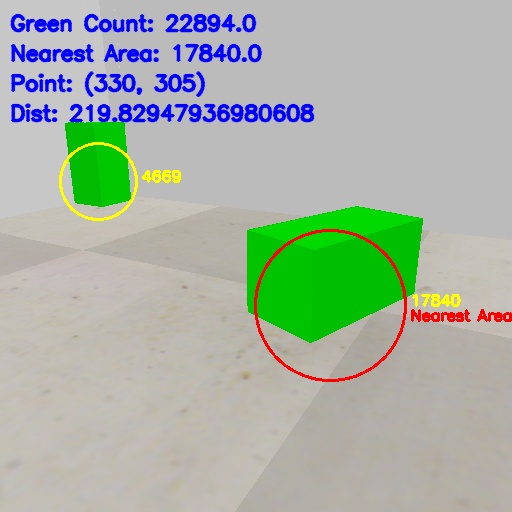 Green Count: 22894.0
Nearest Area: 17840.0
Point: (330, 305)
Dist: 219.82947936980608
4669
17840
Nearest Area